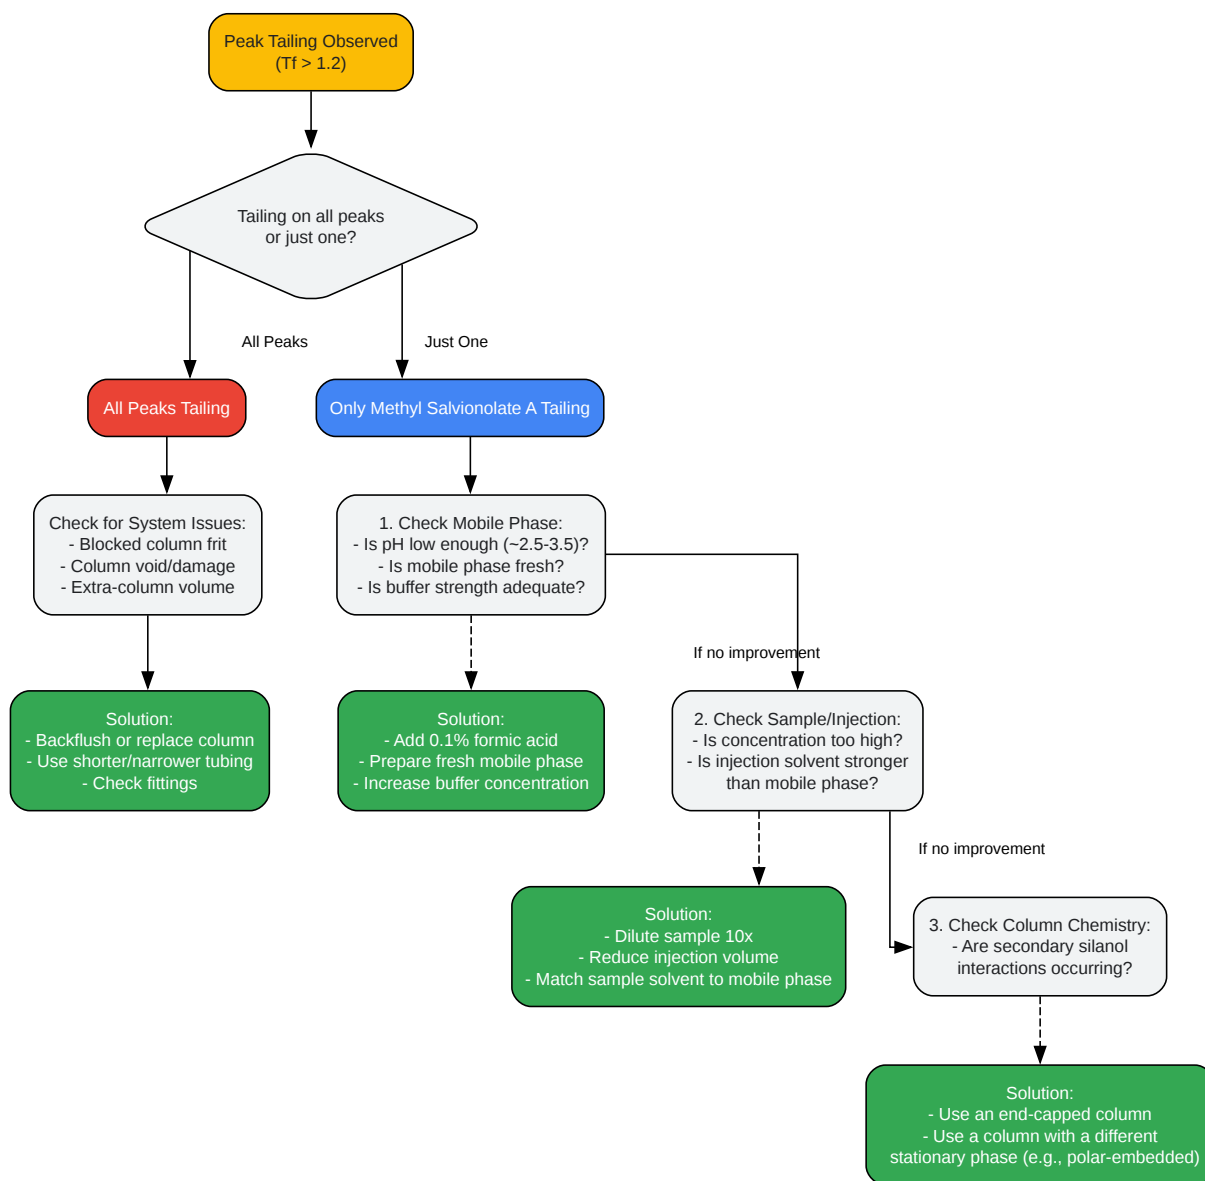 Peak Tailing Observed
(Tf > 1.2)
Tailing on all peaks
or just one?
All Peaks
Just One
All Peaks Tailing
Only Methyl Salvionolate A Tailing
Check for System Issues:
- Blocked column frit
- Column void/damage
- Extra-column volume
1. Check Mobile Phase:
- Is pH low enough (~2.5-3.5)?
- Is mobile phase fresh?
- Is buffer strength adequate?
If no improvement
Solution:
- Backflush or replace column
- Use shorter/narrower tubing
- Check fittings
Solution:
- Add 0.1% formic acid
- Prepare fresh mobile phase
- Increase buffer concentration
2. Check Sample/Injection:
- Is concentration too high?
- Is injection solvent stronger
than mobile phase?
If no improvement
Solution:
- Dilute sample 10x
- Reduce injection volume
- Match sample solvent to mobile phase
3. Check Column Chemistry:
- Are secondary silanol
interactions occurring?
Solution:
- Use an end-capped column
- Use a column with a different
stationary phase (e.g., polar-embedded)